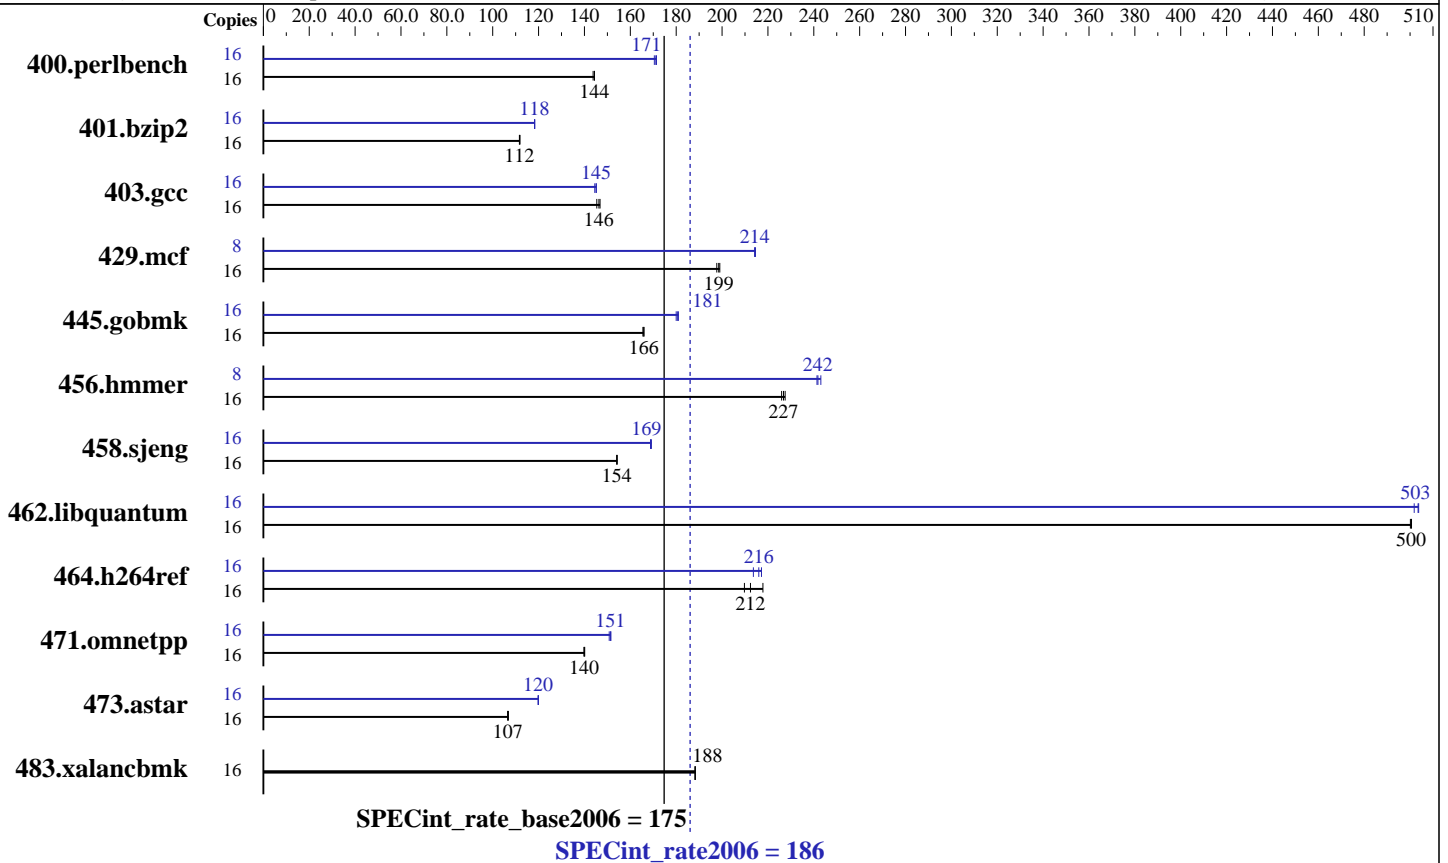 Copies 0 20.0 40.0 60.0 80.0 100 120 140 160 180 200 220 240 260 280 300 320 340 360 380 400 420 440 460 480 510
400.perlbench 16 171
16 144
401.bzip2 16 118
16 112
403.gcc 16 145
16 146
429.mcf 8 214
16 199
445.gobmk 16 181
16 166
456.hmmer 8 242
16 227
458.sjeng 16 169
16 154
462.libquantum 16 503
16 500
464.h264ref 16 216
16 212
471.omnetpp 16 151
16 140
473.astar 16 120
16 107
483.xalancbmk 16 188
SPECint_rate_base2006 = 175
SPECint_rate2006 = 186